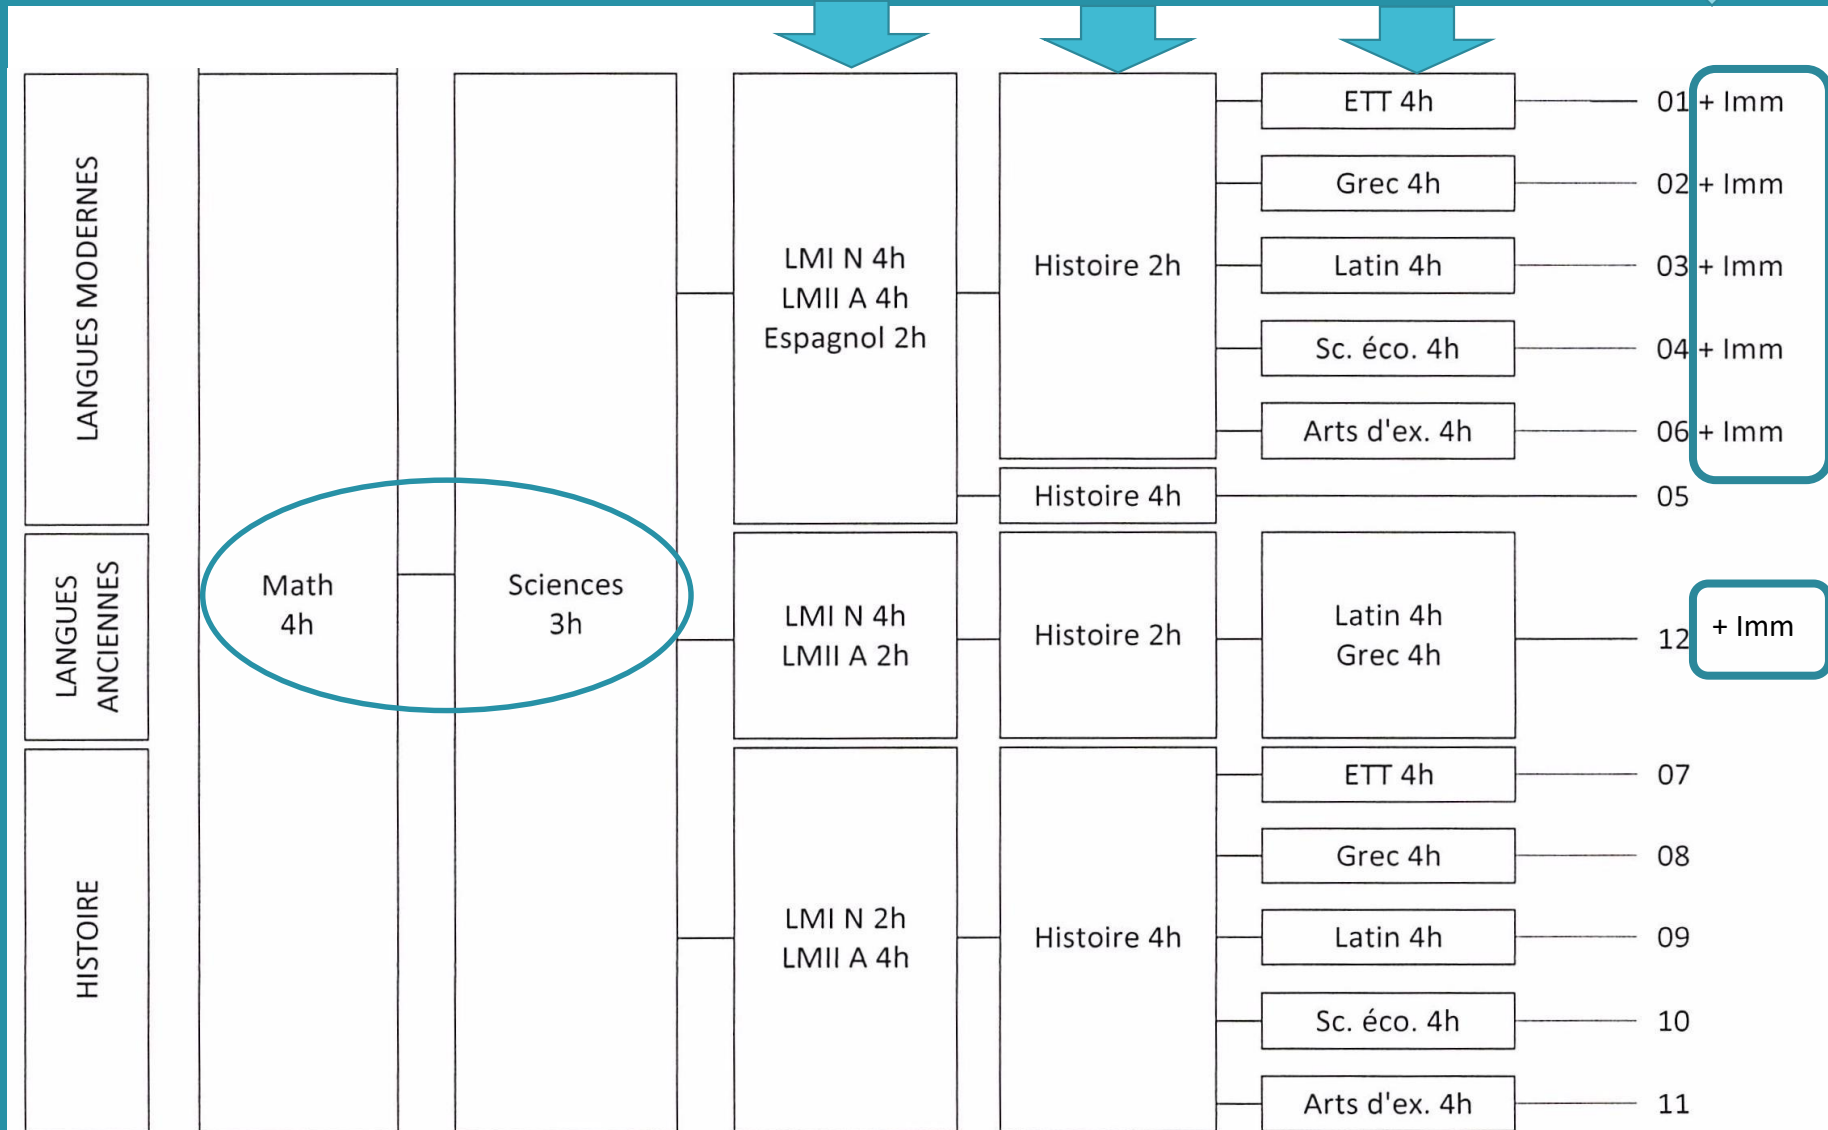 LANGUES MODERNES
LMI N 4h
LMII A 4h
Espagnol 2h
Histoire 2h
ETT 4h
01 + Imm
Grec 4h
02 + Imm
Latin 4h
03 + Imm
Sc. éco. 4h
04 + Imm
Arts d'ex. 4h
06 + Imm
Histoire 4h
05
LANGUES
ANCIENNES
Math
4h
Sciences
3h
LMI N 4h
LMII A 2h
Histoire 2h
Latin 4h
Grec 4h
12 + Imm
HISTOIRE
LMI N 2h
LMII A 4h
Histoire 4h
ETT 4h
07
Grec 4h
08
Latin 4h
09
Sc. éco. 4h
10
Arts d'ex. 4h
11